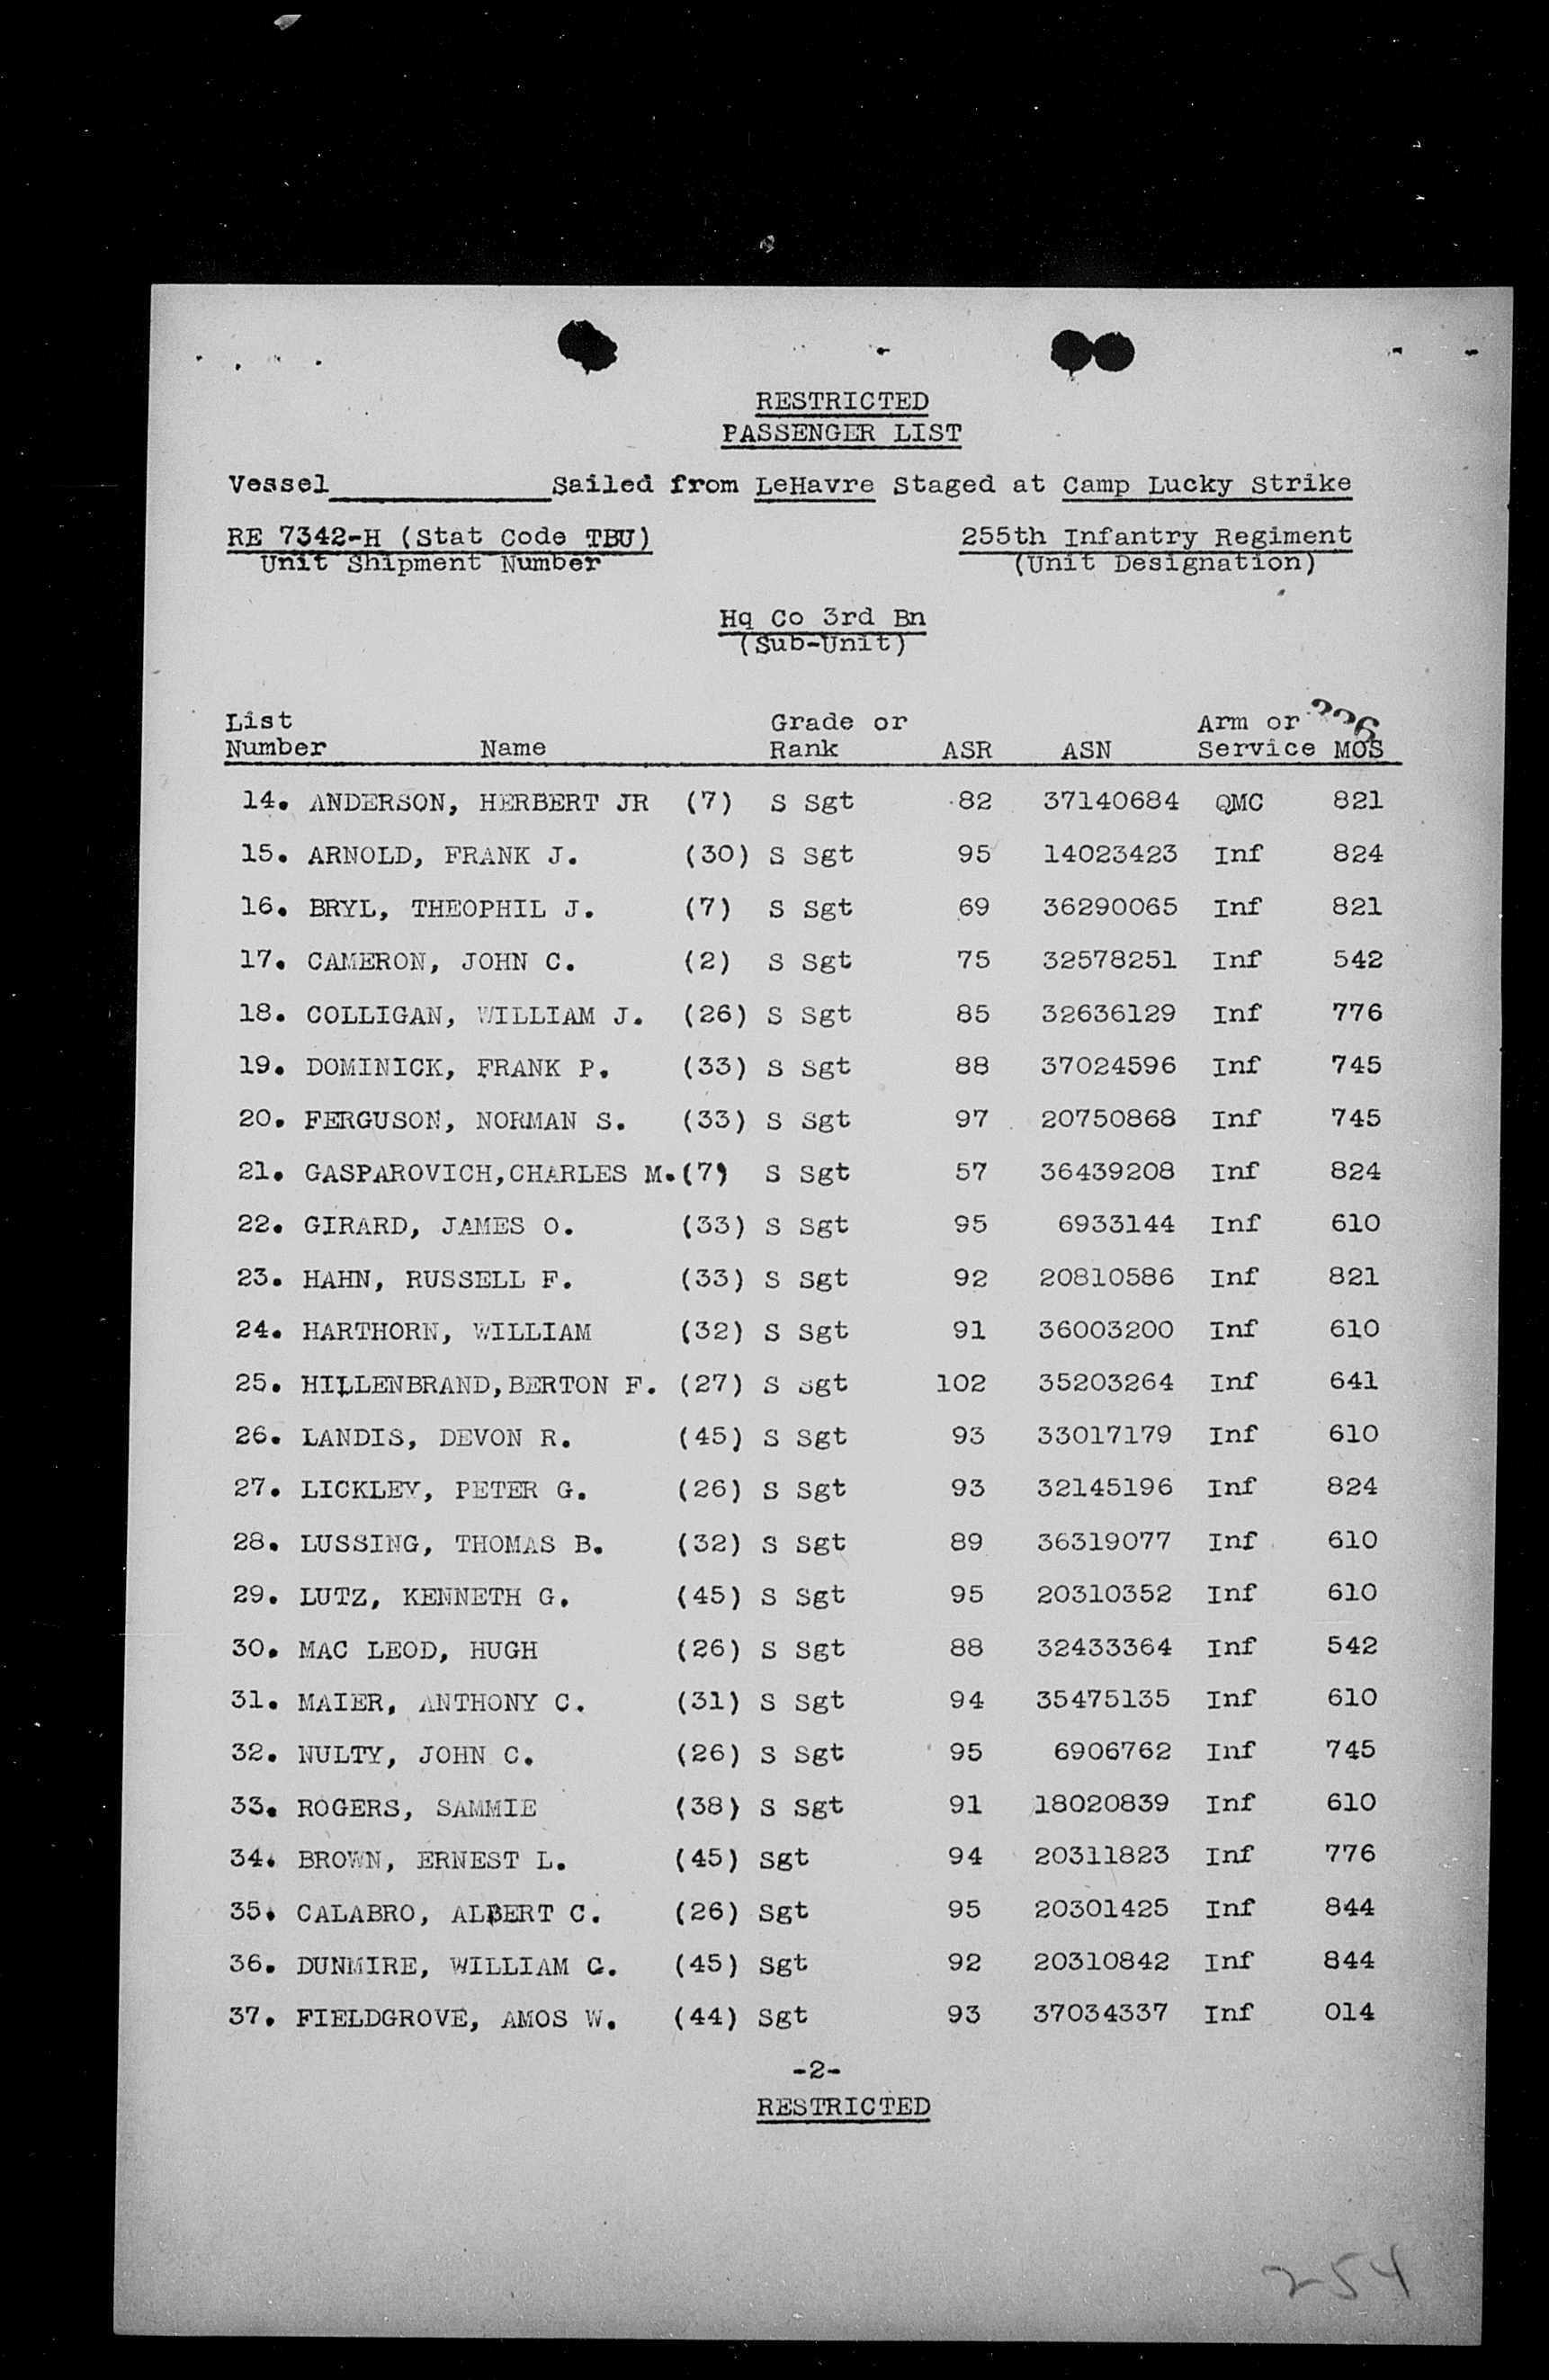 RESTRICTED
PASSENGER LIST
Vessel____________Sailed from LeHavre Staged at Camp Lucky Strike
RE 7342-H (Stat Code TBU) 255th Infantry Regiment
Unit Shipment Number (Unit Designation)
Hq Co 3rd Bn
(Sub-Unit)
List Grade or Arm or
Number Name Rank ASR ASN Service MOS
14. ANDERSON, HERBERT JR (7) S Sgt 82 37140684 QMC 821
15. ARNOLD, FRANK J. (30) S Sgt 95 14023423 Inf 824
16. BRYL, THEOPHIL J. (7) S Sgt 69 36290065 Inf 821
17. CAMERON, JOHN C. (2) S Sgt 75 32578251 Inf 542
18. COLLIGAN, WILLIAM J. (26) S Sgt 85 32636129 Inf 776
19. DOMINICK, FRANK P. (33) S Sgt 88 37024596 Inf 745
20. FERGUSON, NORMAN S. (33) S Sgt 97 20750868 Inf 745
21. GASPAROVICH,CHARLES M.(7) S Sgt 57 36439208 Inf 824
22. GIRARD, JAMES O. (33) S Sgt 95 6933144 Inf 610
23. HAHN, RUSSELL F. (33) S Sgt 92 20810586 Inf 821
24. HARTHORN, WILLIAM (32) S Sgt 91 36003200 Inf 610
25. HILLENBRAND,BERTON F. (27) S Sgt 102 35203264 Inf 641
26. LANDIS, DEVON R. (45) S Sgt 93 33017179 Inf 610
27. LICKLEY, PETER G. (26) S Sgt 93 32145196 Inf 824
28. LUSSING, THOMAS B. (32) S Sgt 89 36319077 Inf 610
29. LUTZ, KENNETH G. (45) S Sgt 95 20310352 Inf 610
30. MAC LEOD, HUGH (26) S Sgt 88 32433364 Inf 542
31. MAIER, ANTHONY C. (31) S Sgt 94 35475135 Inf 610
32. NULTY, JOHN C. (26) S Sgt 95 6906762 Inf 745
33. ROGERS, SAMMIE (38) S Sgt 91 18020839 Inf 610
34. BROWN, ERNEST L. (45) Sgt 94 20311823 Inf 776
35. CALABRO, ALBERT C. (26) Sgt 95 20301425 Inf 844
36. DUNMIRE, WILLIAM G. (45) Sgt 92 20310842 Inf 844
37. FIELDGROVE, AMOS W. (44) Sgt 93 37034337 Inf 014
-2-
RESTRICTED
254